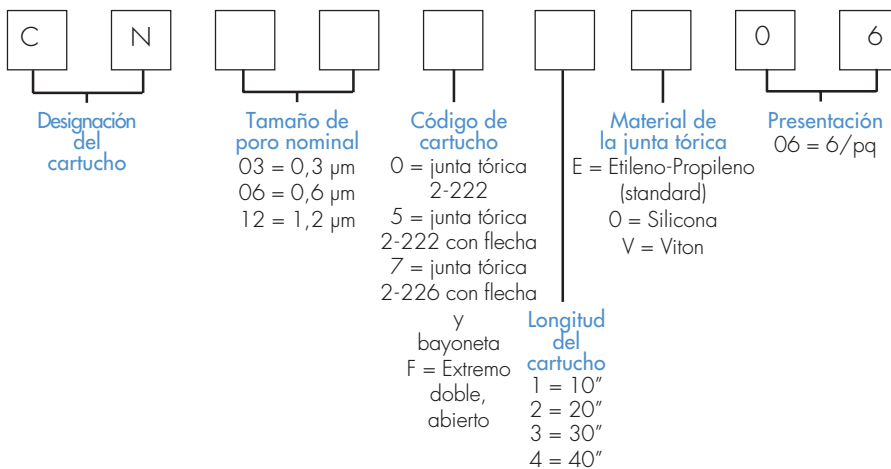 C N 0 6
Designación
del
cartucho
Tamaño de
poro nominal
03 = 0,3 µm
06 = 0,6 µm
12 = 1,2 µm
Código de
cartucho
0 = junta tórica
2-222
5 = junta tórica
2-222 con flecha
7 = junta tórica
2-226 con flecha
y
bayoneta
F = Extremo
doble,
abierto
Longitud
del
cartucho
1 = 10”
2 = 20”
3 = 30”
4 = 40”
Material de
la junta tórica
E = Etileno-Propileno
(standard)
0 = Silicona
V = Viton
Presentación
06 = 6/pq